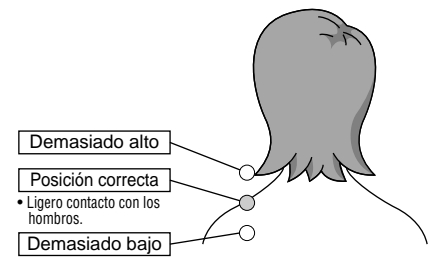 Demasiado alto
Posición correcta
• Ligero contacto con los
hombros.
Demasiado bajo